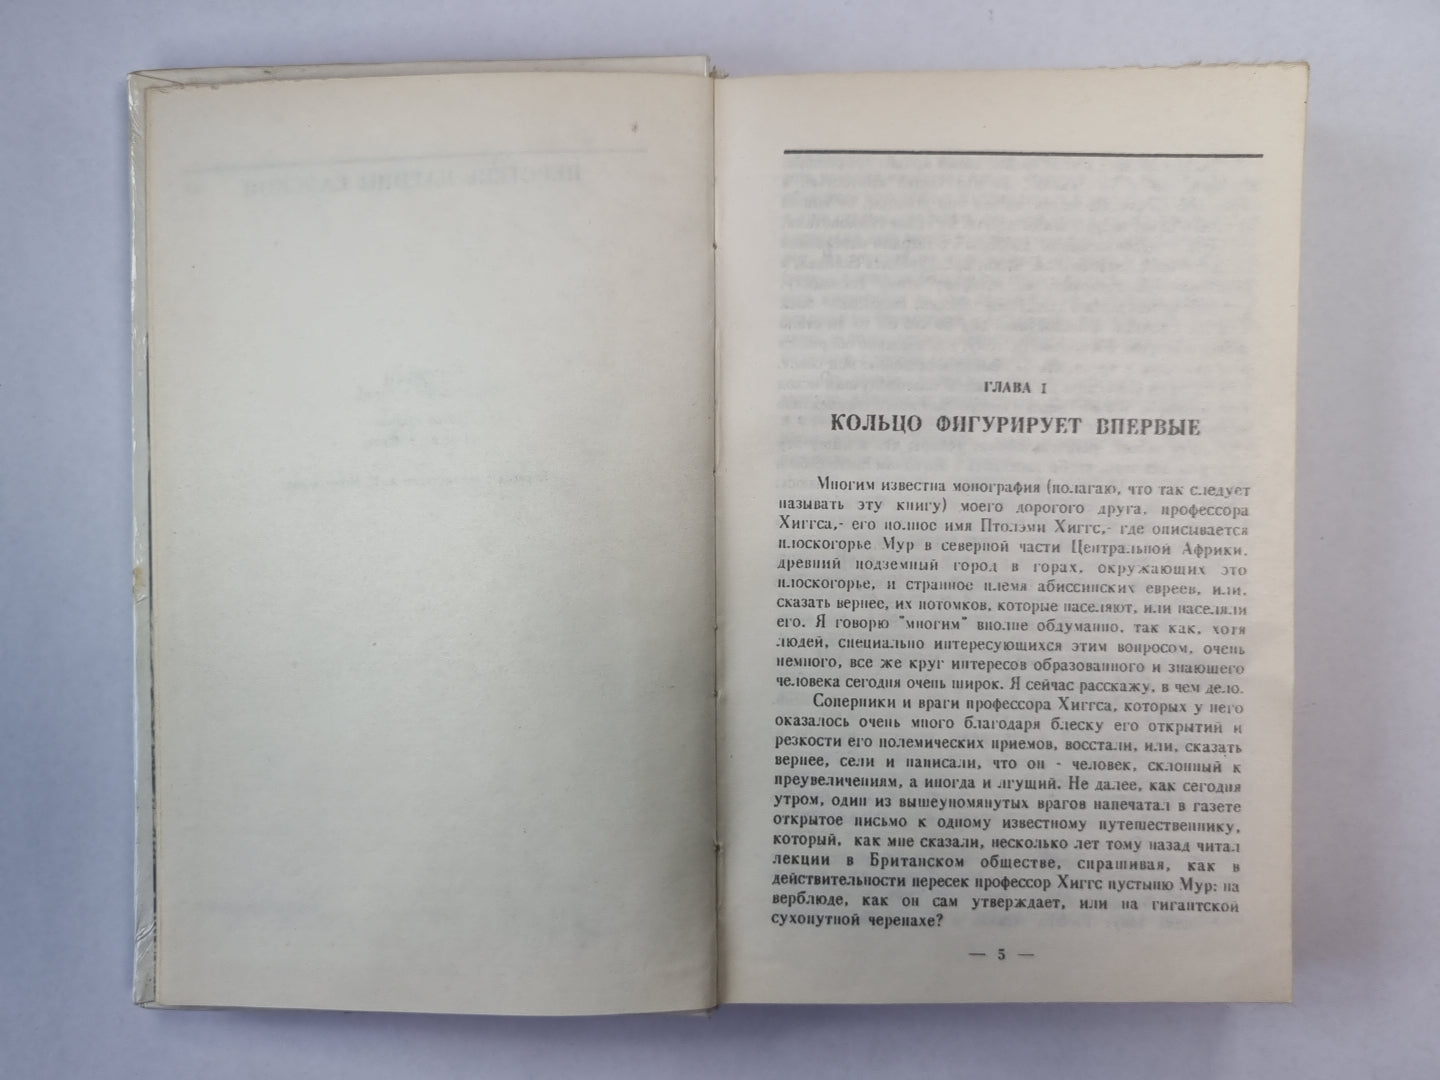 ГЛАВА I
КОЛЬЦО ФИГУРИРУЕТ ВПЕРВЫЕ
Многим известна монография (полагаю, что так следует
называть эту книгу) моего дорогого друга, профессора
Хиггса,- его полное имя Птолэми Хиггс,- где описывается
плоскогорье Мур в северной части Центральной Африки,
древний подземный город в горах, окружающих это
плоскогорье, и странное племя абиссинских евреев, или,
сказать вернее, их потомков, которые населяют, или населяли
его. Я говорю "многим" вполне обдуманно, так как, хотя
людей, специально интересующихся этим вопросом, очень
немного, все же круг интересов образованного и знающего
человека сегодня очень широк. Я сейчас расскажу, в чем дело.
Соперники и враги профессора Хиггса, которых у него
оказалось очень много благодаря блеску его открытий и
резкости его полемических приемов, восстали, или, сказать
вернее, сели и написали, что он - человек, склонный к
преувеличениям, а иногда и лгущий. Не далее, как сегодня
утром, один из вышеупомянутых врагов напечатал в газете
открытое письмо к одному известному путешественнику,
который, как мне сказали, несколько лет тому назад читал
лекции в Британском обществе, спрашивая, как в
действительности пересек профессор Хиггс пустыню Мур: на
верблюде, как он сам утверждает, или на гигантской
сухопутной черепахе?
— 5 —